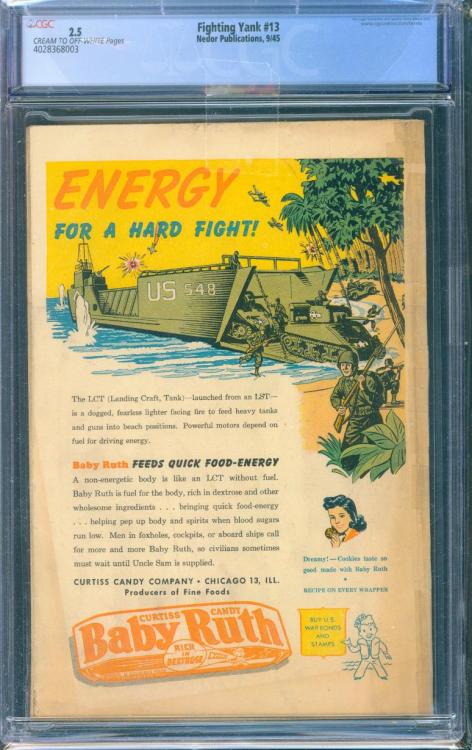 CGC
2.5
CREAM TO OFF-WHITE Pages
4028368003
Fighting Yank #13
Nedor Publications, 9/45
ENERGY
FOR A HARD FIGHT!
US 548
The LCT (Landing Craft, Tank)—launched from an LST—
is a dogged, fearless lighter facing fire to feed heavy tanks
and guns into beach positions. Powerful motors depend on
fuel for driving energy.
Baby Ruth FEEDS QUICK FOOD-ENERGY
A non-energetic body is like an LCT without fuel.
Baby Ruth is fuel for the body, rich in dextrose and other
wholesome ingredients . . . bringing quick food-energy
. . . helping pep up body and spirits when blood sugars
run low. Men in foxholes, cockpits, or aboard ships call
for more and more Baby Ruth, so civilians sometimes
must wait until Uncle Sam is supplied.
CURTISS CANDY COMPANY • CHICAGO 13, ILL.
Producers of Fine Foods
Dreamy!—Cookies taste so
good made with Baby Ruth
•
RECIPE ON EVERY WRAPPER
CURTISS CANDY
Baby Ruth
RICH IN DEXTROSE
BUY U.S.
WAR BONDS
AND
STAMPS